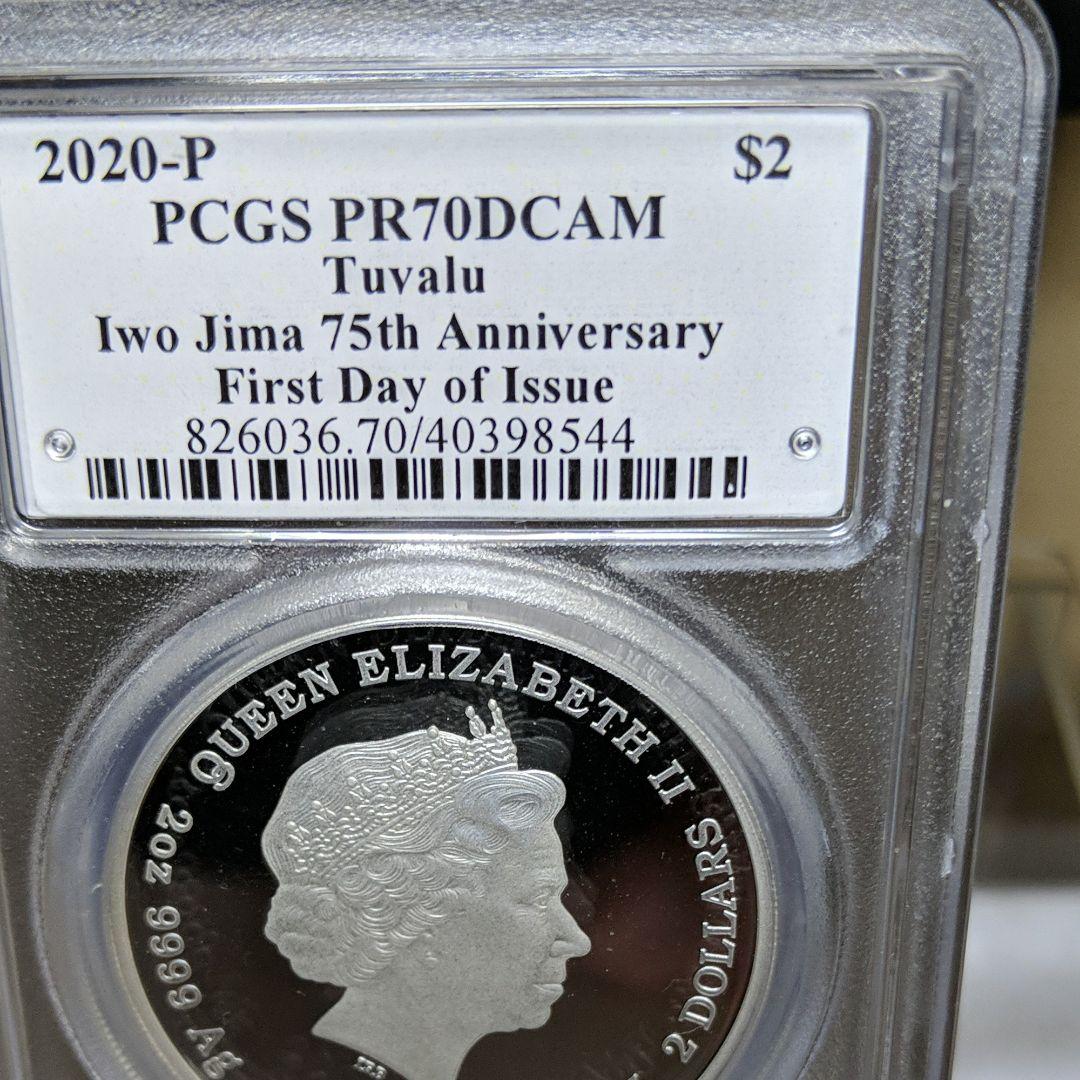 2020-P $2
PCGS PR70DCAM
Tuvalu
Iwo Jima 75th Anniversary
First Day of Issue
826036.70/40398544
QUEEN ELIZABETH II
2oz 9999 Ag
2 DOLLARS